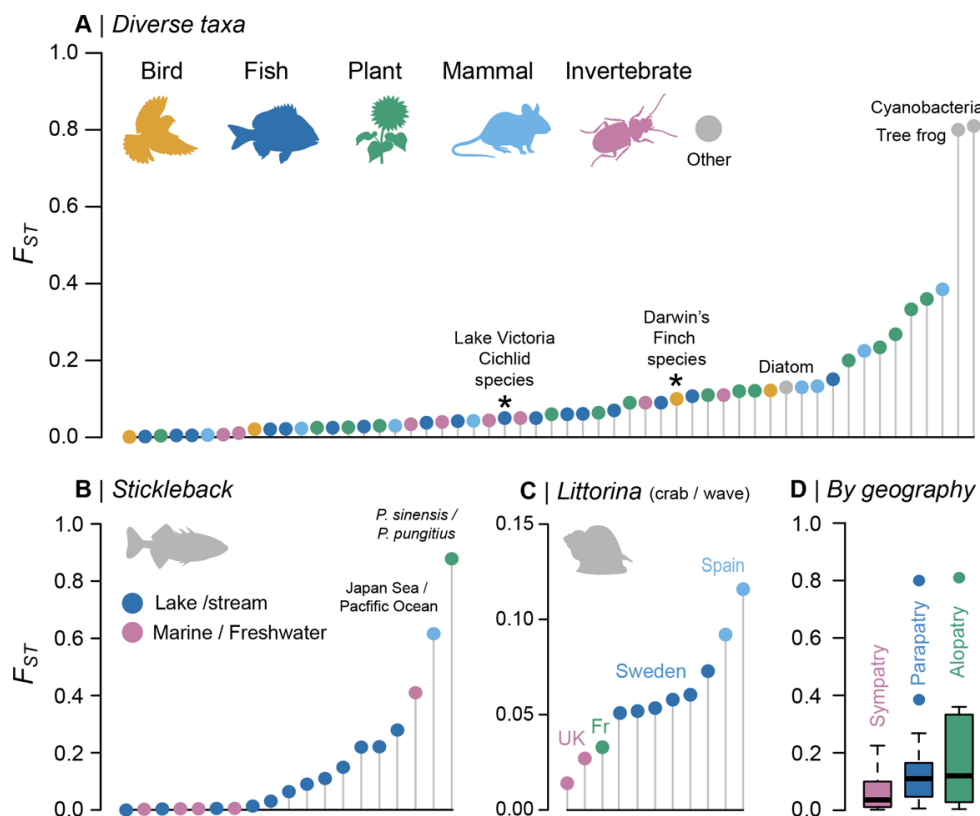 A | Diverse taxa
1.0
0.8
0.6
0.4
0.2
0.0
FST
Bird
Fish
Plant
Mammal
Invertebrate
Other
Cyanobacteria
Tree frog
Lake Victoria
Cichlid
species
*
Darwin's
Finch
species
*
Diatom
B | Stickleback
1.0
0.8
0.6
0.4
0.2
0.0
FST
P. sinensis /
P. pungitius
Japan Sea /
Pacfific Ocean
Lake /stream
Marine / Freshwater
C | Littorina (crab / wave)
0.15
0.10
0.05
0.00
UK
Fr
Sweden
Spain
D | By geography
1.0
0.8
0.6
0.4
0.2
0.0
Sympatry
Parapatry
Alopatry